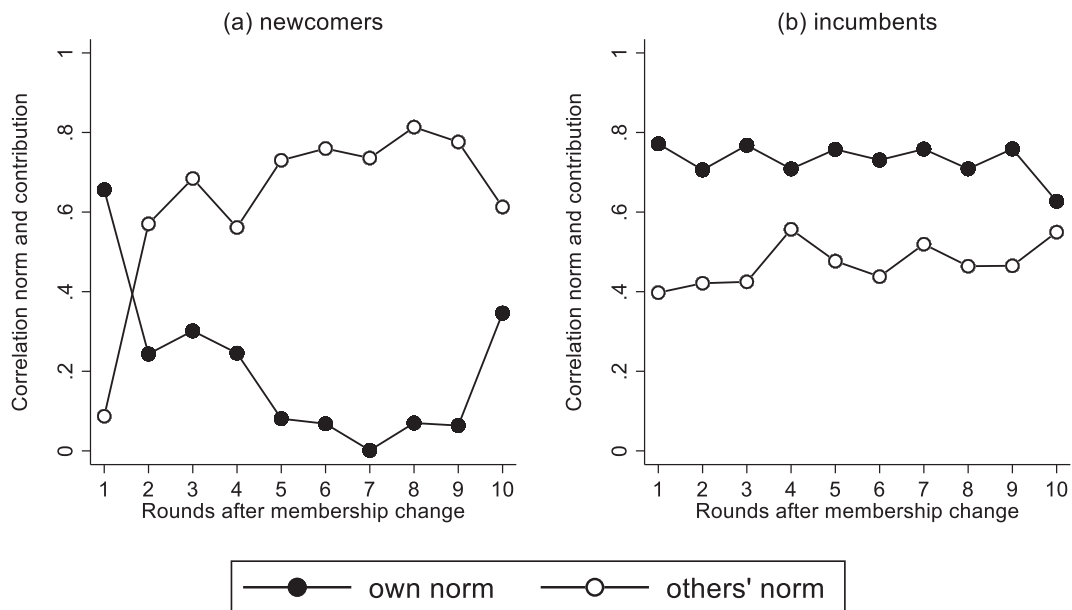 (a) newcomers
Correlation norm and contribution
1
.8
.6
.4
.2
0
1 2 3 4 5 6 7 8 9 10
Rounds after membership change
(b) incumbents
Correlation norm and contribution
1
.8
.6
.4
.2
0
1 2 3 4 5 6 7 8 9 10
Rounds after membership change
own norm others' norm